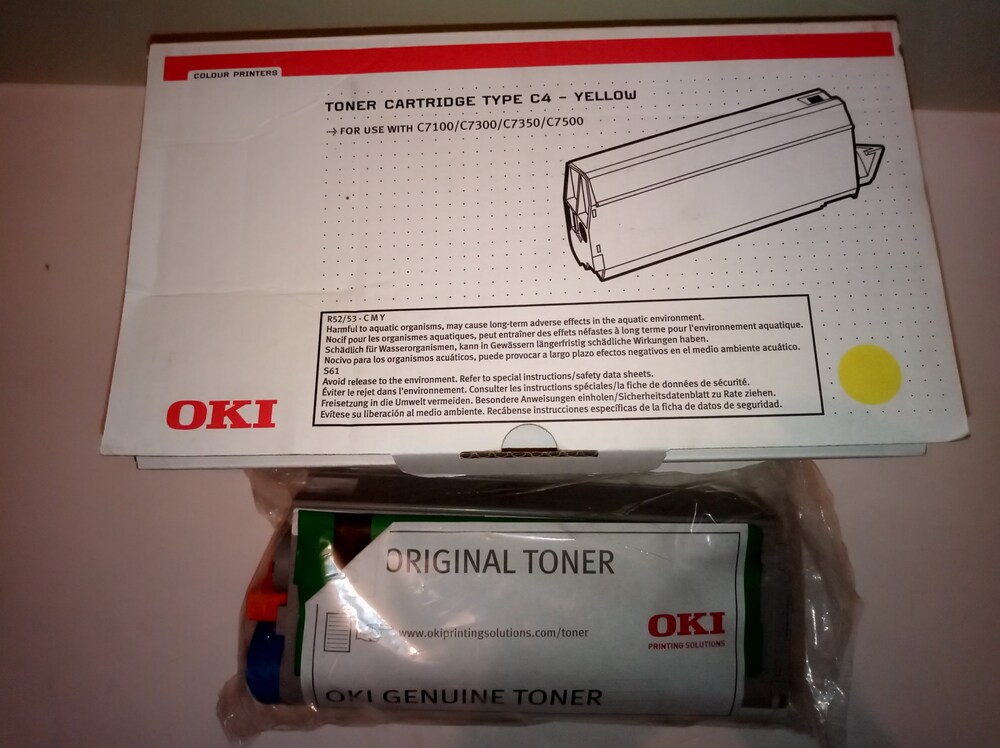 COLOUR PRINTERS
TONER CARTRIDGE TYPE C4 - YELLOW
FOR USE WITH C7100/C7300/C7350/C7500
R52/53 - C M Y
Harmful to aquatic organisms, may cause long-term adverse effects in the aquatic environment.
Nocif pour les organismes aquatiques, peut entraîner des effets néfastes à long terme pour l'environnement aquatique.
Schädlich für Wasserorganismen, kann in Gewässern längerfristig schädliche Wirkungen haben.
Nocivo para los organismos acuáticos, puede provocar a largo plazo efectos negativos en el medio ambiente acuático.
S61
Avoid release to the environment. Refer to special instructions/safety data sheets.
Éviter le rejet dans l'environnement. Consulter les instructions spéciales/la fiche de données de sécurité.
Freisetzung in die Umwelt vermeiden. Besondere Anweisungen einholen/Sicherheitsdatenblatt zu Rate ziehen.
Evítese su liberación al medio ambiente. Recábense instrucciones específicas de la ficha de datos de seguridad.
OKI
ORIGINAL TONER
www.okiprintingsolutions.com/toner
OKI
PRINTING SOLUTIONS
OKI GENUINE TONER